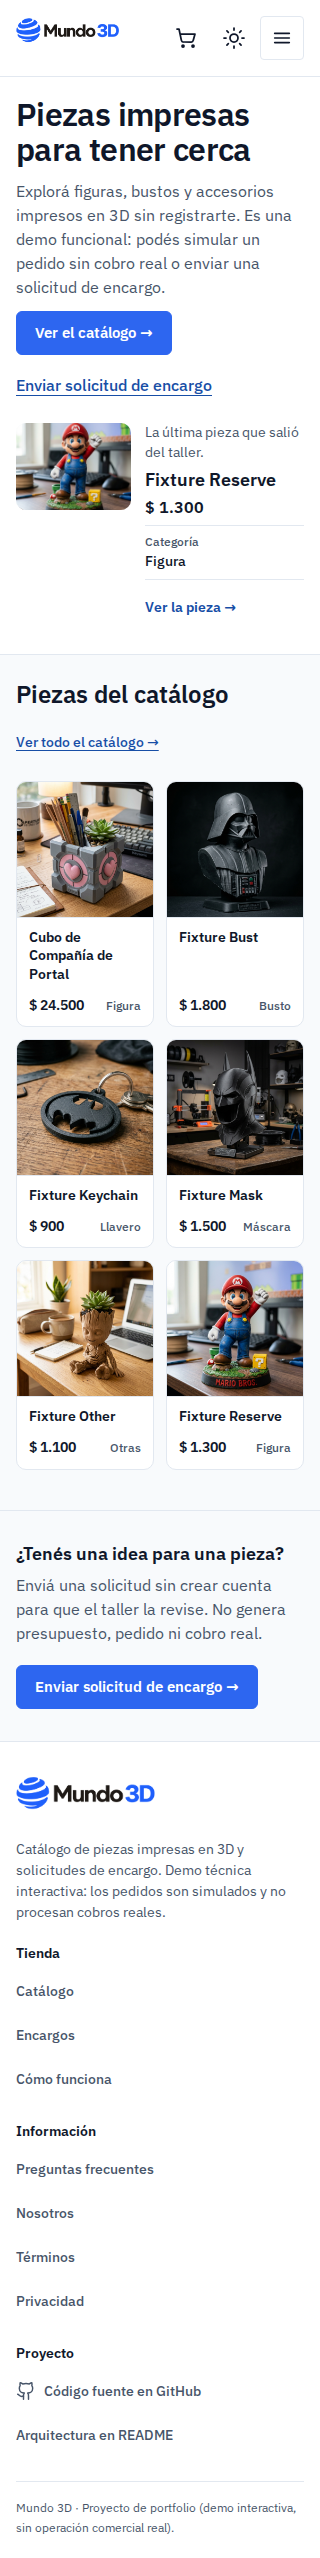 Mundo3D
Piezas impresas
para tener cerca
Explorá figuras, bustos y accesorios
impresos en 3D sin registrarte. Es una
demo funcional: podés simular un
pedido sin cobro real o enviar una
solicitud de encargo.
Ver el catálogo →
Enviar solicitud de encargo
La última pieza que salió
del taller.
Fixture Reserve
$ 1.300
Categoría
Figura
Ver la pieza →
Piezas del catálogo
Ver todo el catálogo →
Cubo de
Compañía de
Portal
$ 24.500 Figura
Fixture Bust
$ 1.800 Busto
Fixture Keychain
$ 900 Llavero
Fixture Mask
$ 1.500 Máscara
Fixture Other
$ 1.100 Otras
MARIO BROS.
Fixture Reserve
$ 1.300 Figura
¿Tenés una idea para una pieza?
Enviá una solicitud sin crear cuenta
para que el taller la revise. No genera
presupuesto, pedido ni cobro real.
Enviar solicitud de encargo →
Mundo3D
Catálogo de piezas impresas en 3D y
solicitudes de encargo. Demo técnica
interactiva: los pedidos son simulados y no
procesan cobros reales.
Tienda
Catálogo
Encargos
Cómo funciona
Información
Preguntas frecuentes
Nosotros
Términos
Privacidad
Proyecto
Código fuente en GitHub
Arquitectura en README
Mundo 3D · Proyecto de portfolio (demo interactiva,
sin operación comercial real).